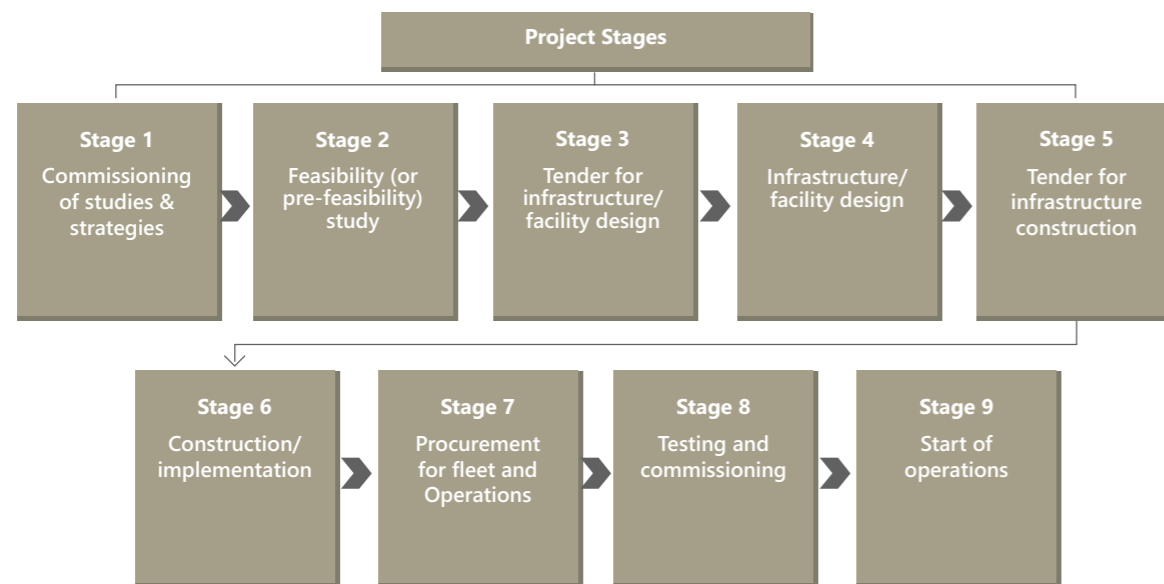 Project Stages
Stage 1
Commissioning
of studies &
strategies
Stage 2
Feasibility (or
pre-feasibility)
study
Stage 3
Tender for
infrastructure/
facility design
Stage 4
Infrastructure/
facility design
Stage 5
Tender for
infrastructure
construction
Stage 6
Construction/
implementation
Stage 7
Procurement
for fleet and
Operations
Stage 8
Testing and
commissioning
Stage 9
Start of
operations